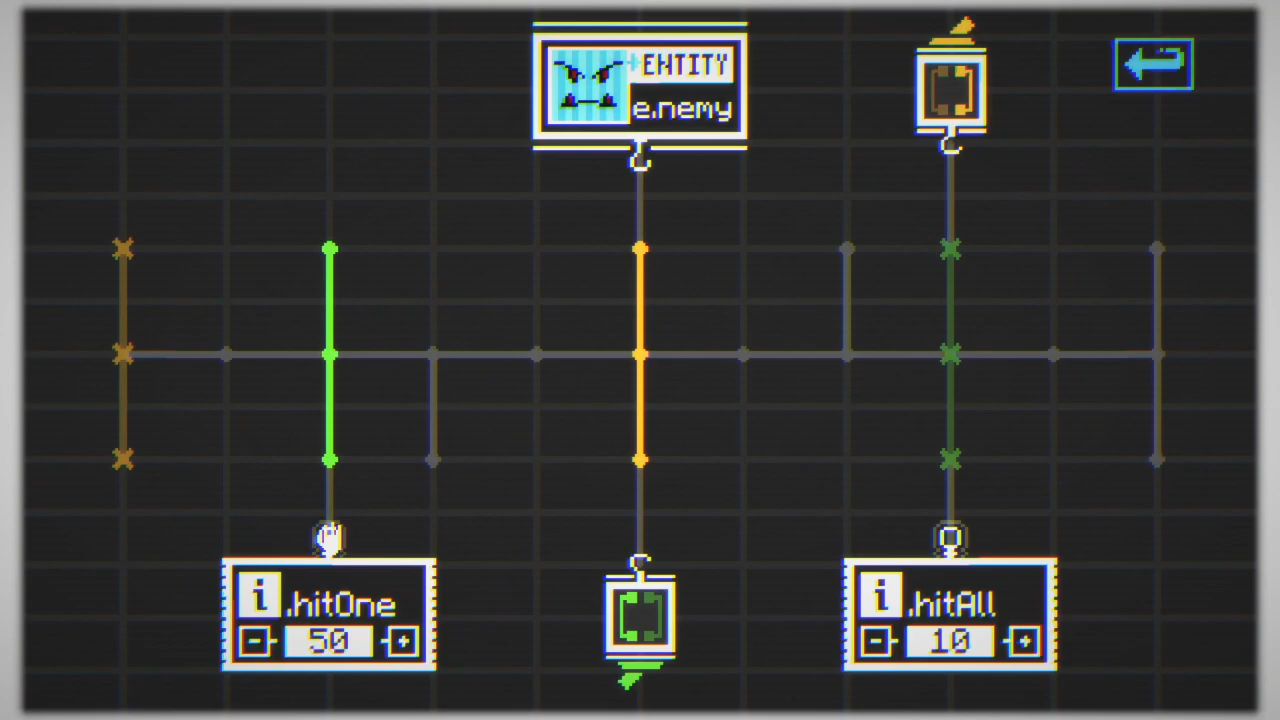 ENTITY
e.nemy
i .hitOne
- 50 +
i .hitAll
- 10 +